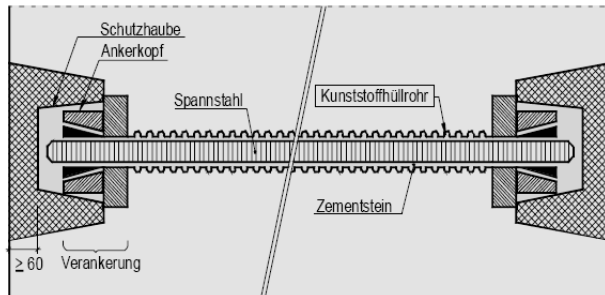 Schutzhaube
Ankerkopf
Spannstahl
Kunststoffhüllrohr
Zementstein
≥ 60
Verankerung